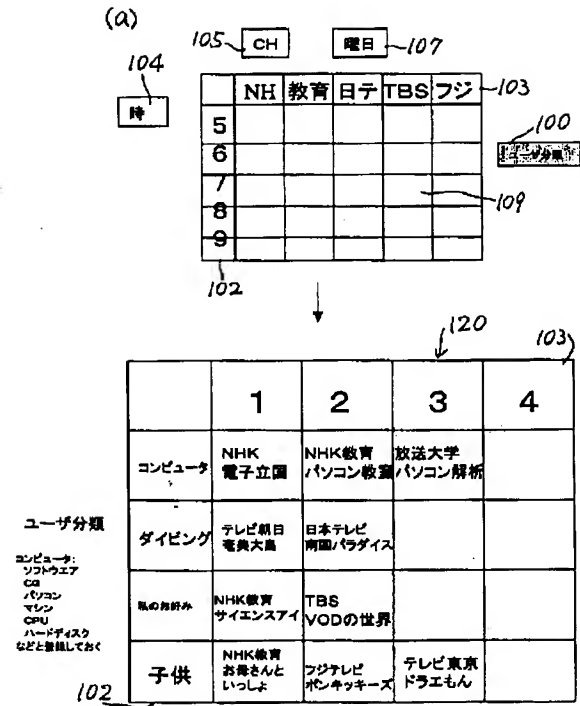 (a)
105
CH
曜日
107
104
時
NH 教育 日テ TBS フジ
103
100
ユーザ分類
5
6
7
8
9
109
102
120
103
1 2 3 4
コンピュータ
NHK
電子立国
NHK教育
パソコン教室
放送大学
パソコン解析
ダイビング
テレビ朝日
奄美大島
日本テレビ
南国パラダイス
私のお好み
NHK教育
サイエンスアイ
TBS
VODの世界
子供
NHK教育
お母さんと
いっしょ
フジテレビ
ポンキッキーズ
テレビ東京
ドラエもん
102
ユーザ分類
コンピュータ:
ソフトウエア
CG
パソコン
マシン
CPU
ハードディスク
などと登録しておく